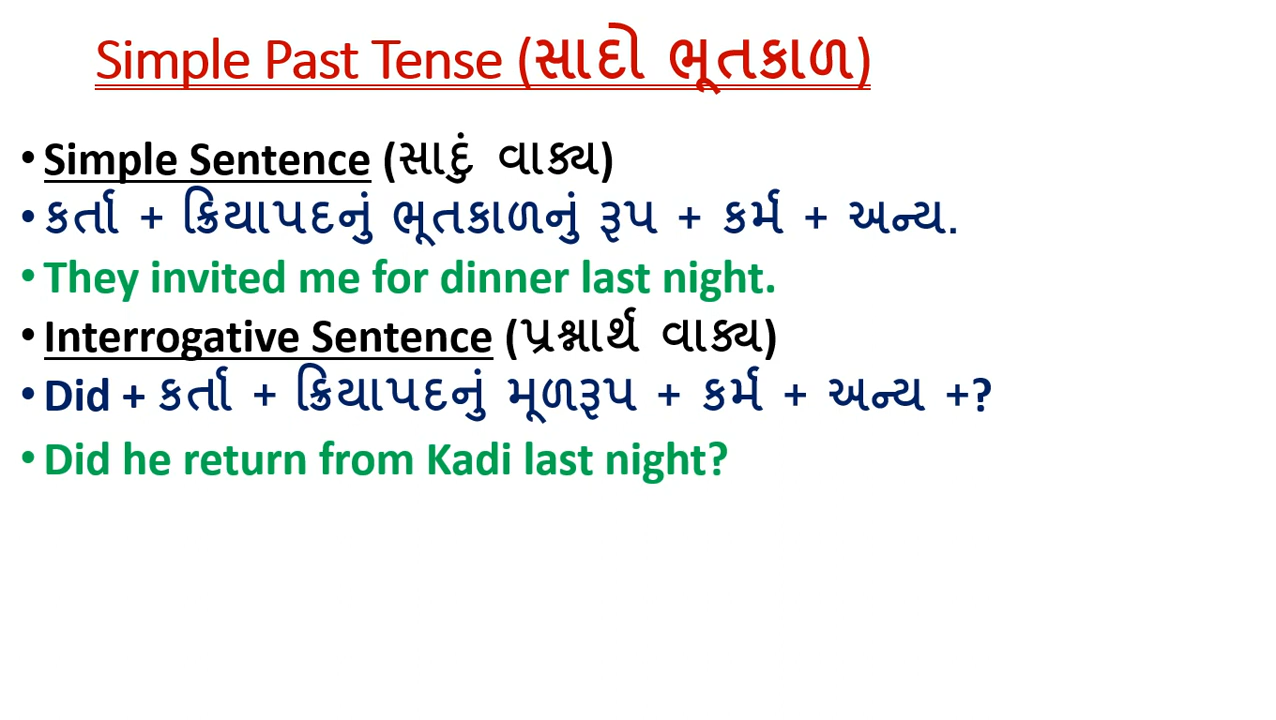 Simple Past Tense (સાદો ભૂતકાળ)
• Simple Sentence (સાદું વાક્ય)
• કર્તા + ક્રિયાપદનું ભૂતકાળનું રૂપ + કર્મ + અન્ય.
• They invited me for dinner last night.
• Interrogative Sentence (પ્રશ્નાર્થ વાક્ય)
• Did + કર્તા + ક્રિયાપદનું મૂળરૂપ + કર્મ + અન્ય +?
• Did he return from Kadi last night?